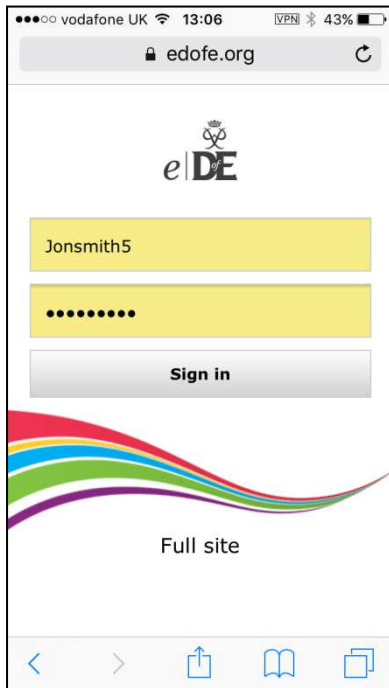 vodafone UK 13:06 VPN 43%
edofe.org
e|DofE
Jonsmith5
•••••••••
Sign in
Full site